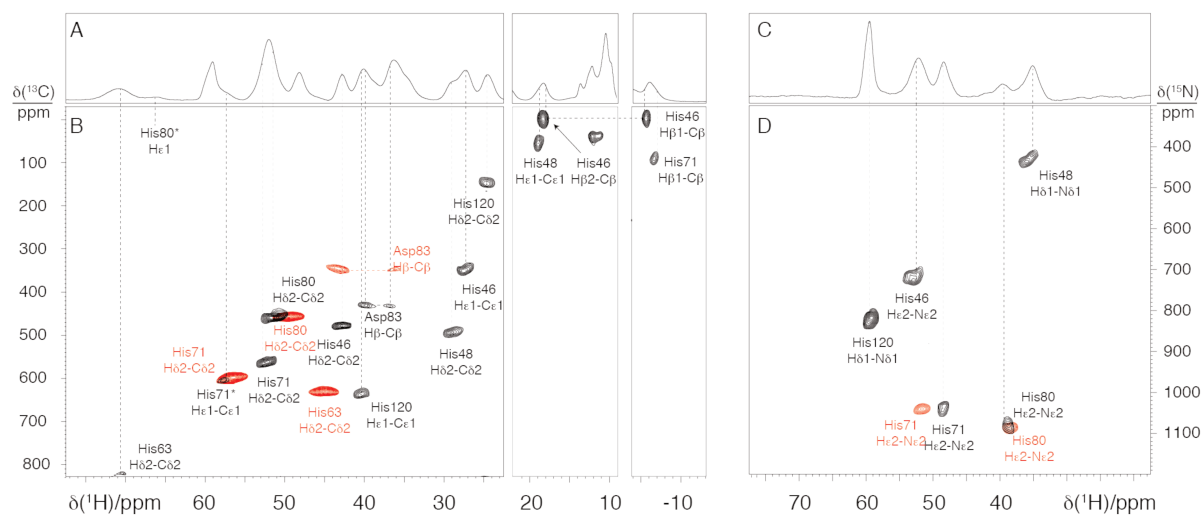 A
C
δ(¹³C)
ppm
δ(¹⁵N)
ppm
B
D
His80*
Hε1
His48
Hε1-Cε1
His46
Hβ2-Cβ
His46
Hβ1-Cβ
His71
Hβ1-Cβ
His120
Hδ2-Cδ2
Asp83
Hβ-Cβ
His80
Hδ2-Cδ2
His46
Hε1-Cε1
His80
Hδ2-Cδ2
Asp83
Hβ-Cβ
His46
Hδ2-Cδ2
His48
Hδ2-Cδ2
His71
Hδ2-Cδ2
His71
Hδ2-Cδ2
His71*
Hε1-Cε1
His63
Hδ2-Cδ2
His120
Hε1-Cε1
His63
Hδ2-Cδ2
100
200
300
400
500
600
700
800
δ(¹H)/ppm
60
50
40
30
20
10
-10
His48
Hδ1-Nδ1
His46
Hε2-Nε2
His120
Hδ1-Nδ1
His71
Hε2-Nε2
His71
Hε2-Nε2
His80
Hε2-Nε2
His80
Hε2-Nε2
400
500
600
700
800
900
1000
1100
70
60
50
40
δ(¹H)/ppm